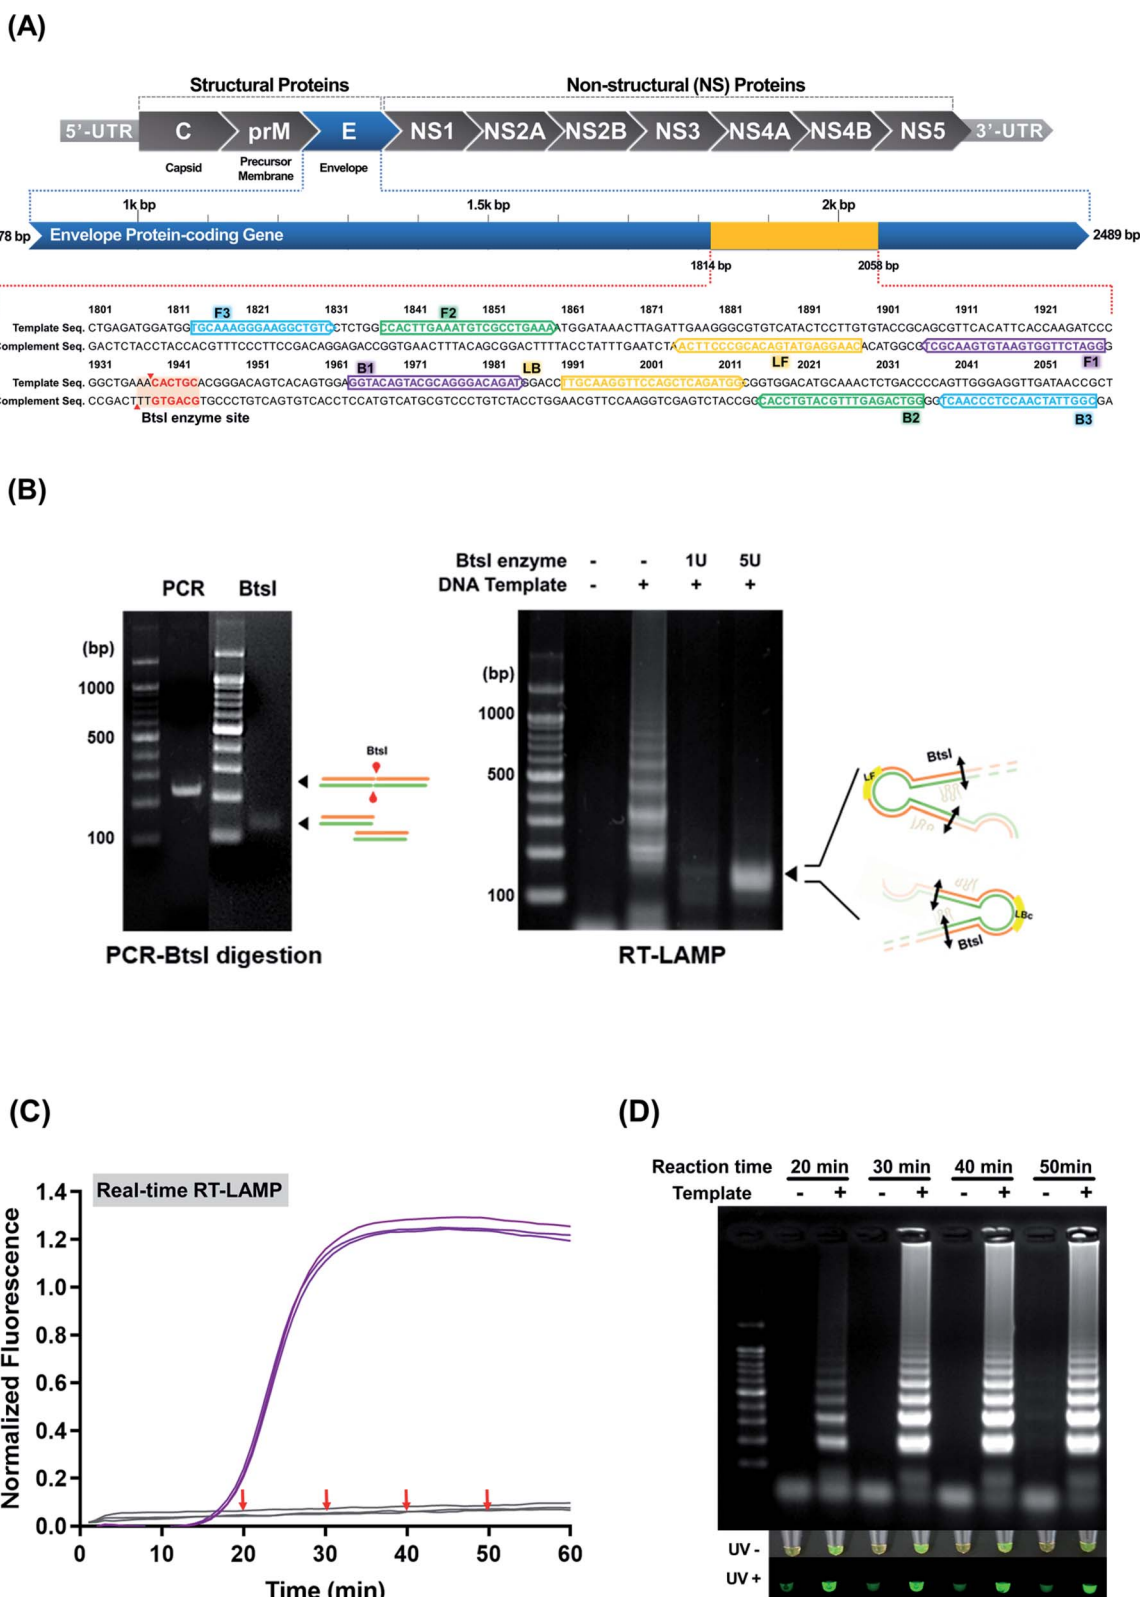 (A)
Structural Proteins
Non-structural (NS) Proteins
5'-UTR C prM E NS1 NS2A NS2B NS3 NS4A NS4B NS5 3'-UTR
Capsid
Precursor
Membrane
Envelope
1k bp 1.5k bp 2k bp
78 bp Envelope Protein-coding Gene 2489 bp
1814 bp 2058 bp
1801 1811 F3 1821 1831 1841 F2 1851 1861 1871 1881 1891 1901 1911 1921
Template Seq. CTGAGATGGATGGTGCAAAGGGAAGGCTGTCCTCTGGCCACTTGAAATGTCGCCTGAAAATGGATAAACTTAGATTGAAGGGCGTGTCATACTCCTTGTGTACCGCAGCGTTCACATTCACCAAGATCCC
Complement Seq. GACTCTACCTACCACGTTTCCCTTCCGACAGGAGACCGGTGAACTTTACAGCGGACTTTTACCTATTTGAATCTAACTTCCCGCACAGTATGAGGAACACATGGCGTCGCAAGTGTAAGTGGTTCTAGGG
LF F1
1931 1941 1951 1961 B1 1971 1981 LB 1991 2001 2011 2021 2031 2041 2051
Template Seq. GGCTGAAACACTGCACGGGACAGTCACAGTGGAGGTACAGTACGCAGGGACAGATGGACCTTGCAAGGTTCCAGCTCAGATGGCGGTGGACATGCAAACTCTGACCCCAGTTGGGAGGTTGATAACCGCT
Complement Seq. CCGACTTTGTGACGTGCCCTGTCAGTGTCACCTCCATGTCATGCGTCCCTGTCTACCTGGAACGTTCCAAGGTCGAGTCTACCGCCACCTGTACGTTTGAGACTGGGGTCAACCCTCCAACTATTGGCGA
BtsI enzyme site
B2 B3
(B)
PCR BtsI
(bp)
1000
500
100
BtsI
PCR-BtsI digestion
BtsI enzyme - - 1U 5U
DNA Template - + + +
(bp)
1000
500
100
RT-LAMP
BtsI
LF
LBc
BtsI
(C)
Real-time RT-LAMP
Normalized Fluorescence
1.4
1.2
1.0
0.8
0.6
0.4
0.2
0.0
0 10 20 30 40 50 60
Time (min)
(D)
Reaction time 20 min 30 min 40 min 50min
Template - + - + - + - +
UV -
UV +